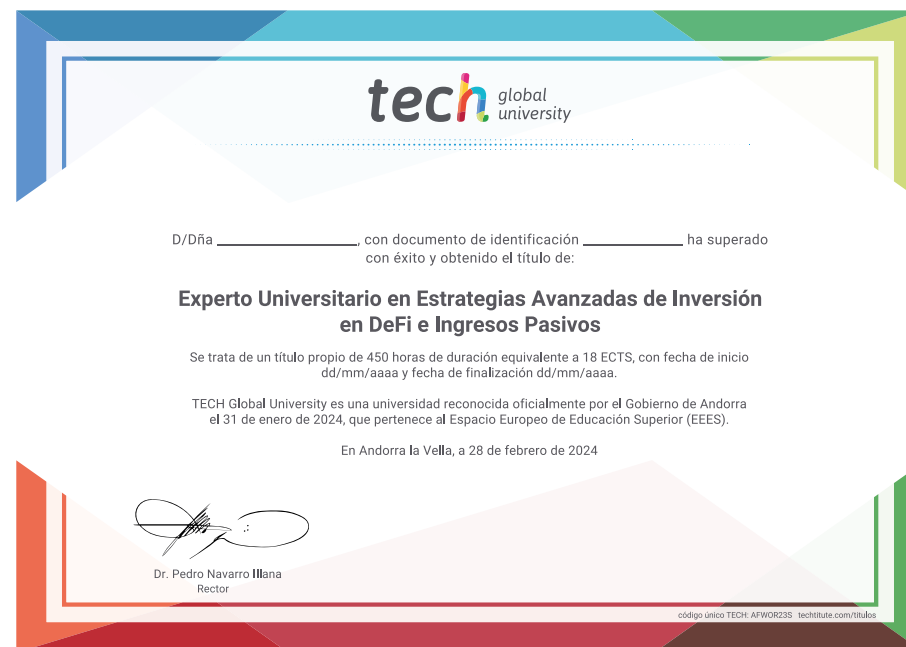 tech global university
D/Dña ____________________, con documento de identificación ______________ ha superado
con éxito y obtenido el título de:
Experto Universitario en Estrategias Avanzadas de Inversión
en DeFi e Ingresos Pasivos
Se trata de un título propio de 450 horas de duración equivalente a 18 ECTS, con fecha de inicio
dd/mm/aaaa y fecha de finalización dd/mm/aaaa.
TECH Global University es una universidad reconocida oficialmente por el Gobierno de Andorra
el 31 de enero de 2024, que pertenece al Espacio Europeo de Educación Superior (EEES).
En Andorra la Vella, a 28 de febrero de 2024
Dr. Pedro Navarro Illana
Rector
código único TECH: AFWOR23S techtitute.com/titulos